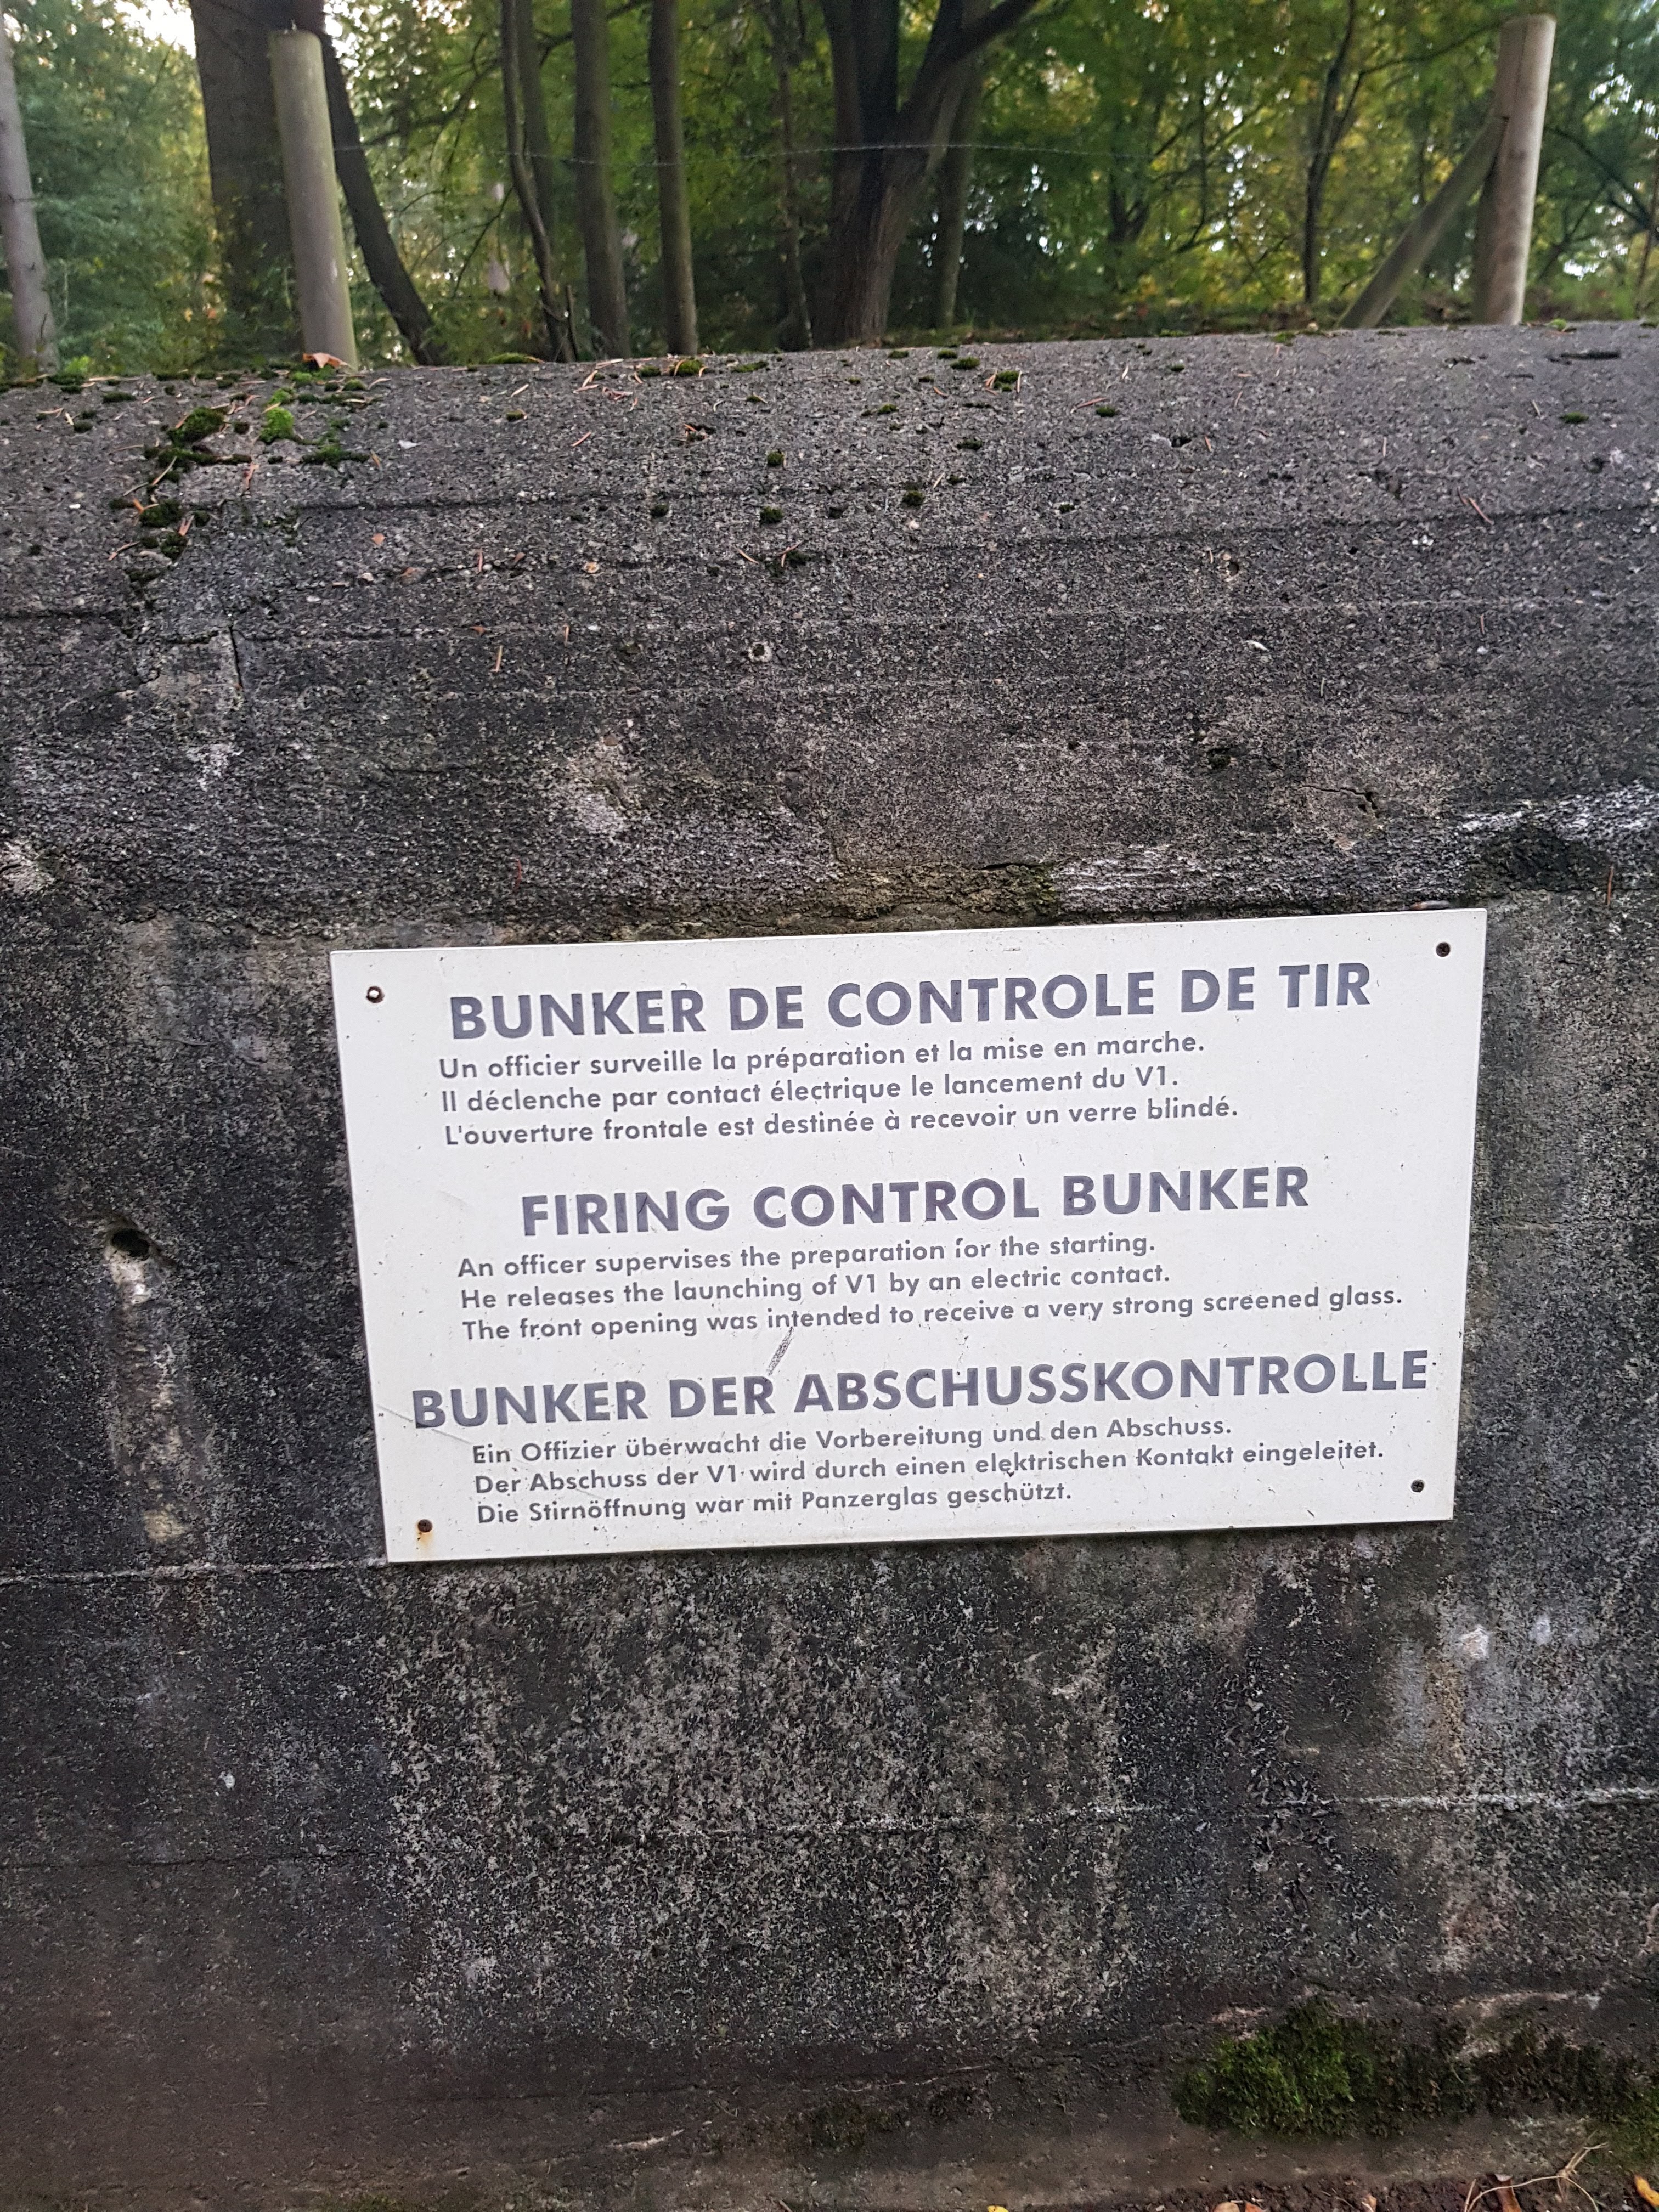 BUNKER DE CONTROLE DE TIR
Un officier surveille la préparation et la mise en marche.
Il déclenche par contact électrique le lancement du V1.
L'ouverture frontale est destinée à recevoir un verre blindé.
FIRING CONTROL BUNKER
An officer supervises the preparation for the starting.
He releases the launching of V1 by an electric contact.
The front opening was intended to receive a very strong screened glass.
BUNKER DER ABSCHUSSKONTROLLE
Ein Offizier überwacht die Vorbereitung und den Abschuss.
Der Abschuss der V1 wird durch einen elektrischen Kontakt eingeleitet.
Die Stirnöffnung war mit Panzerglas geschützt.